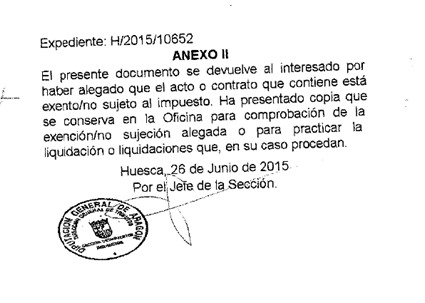 Expediente: H/2015/10652
ANEXO II
El presente documento se devuelve al interesado por
haber alegado que el acto o contrato que contiene está
exento/no sujeto al impuesto. Ha presentado copia que
se conserva en la Oficina para comprobación de la
exención/no sujeción alegada o para practicar la
liquidación o liquidaciones que, en su caso procedan.
Huesca, 26 de Junio de 2015
Por el Jefe de la Sección.
DIPUTACION GENERAL DE ARAGON